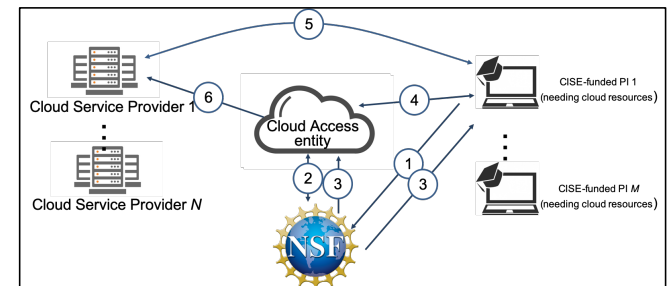 5
Cloud Service Provider 1
6
Cloud Access
entity
4
CISE-funded PI 1
(needing cloud resources)
1
2
3
3
Cloud Service Provider N
CISE-funded PI M
(needing cloud resources)
NSF